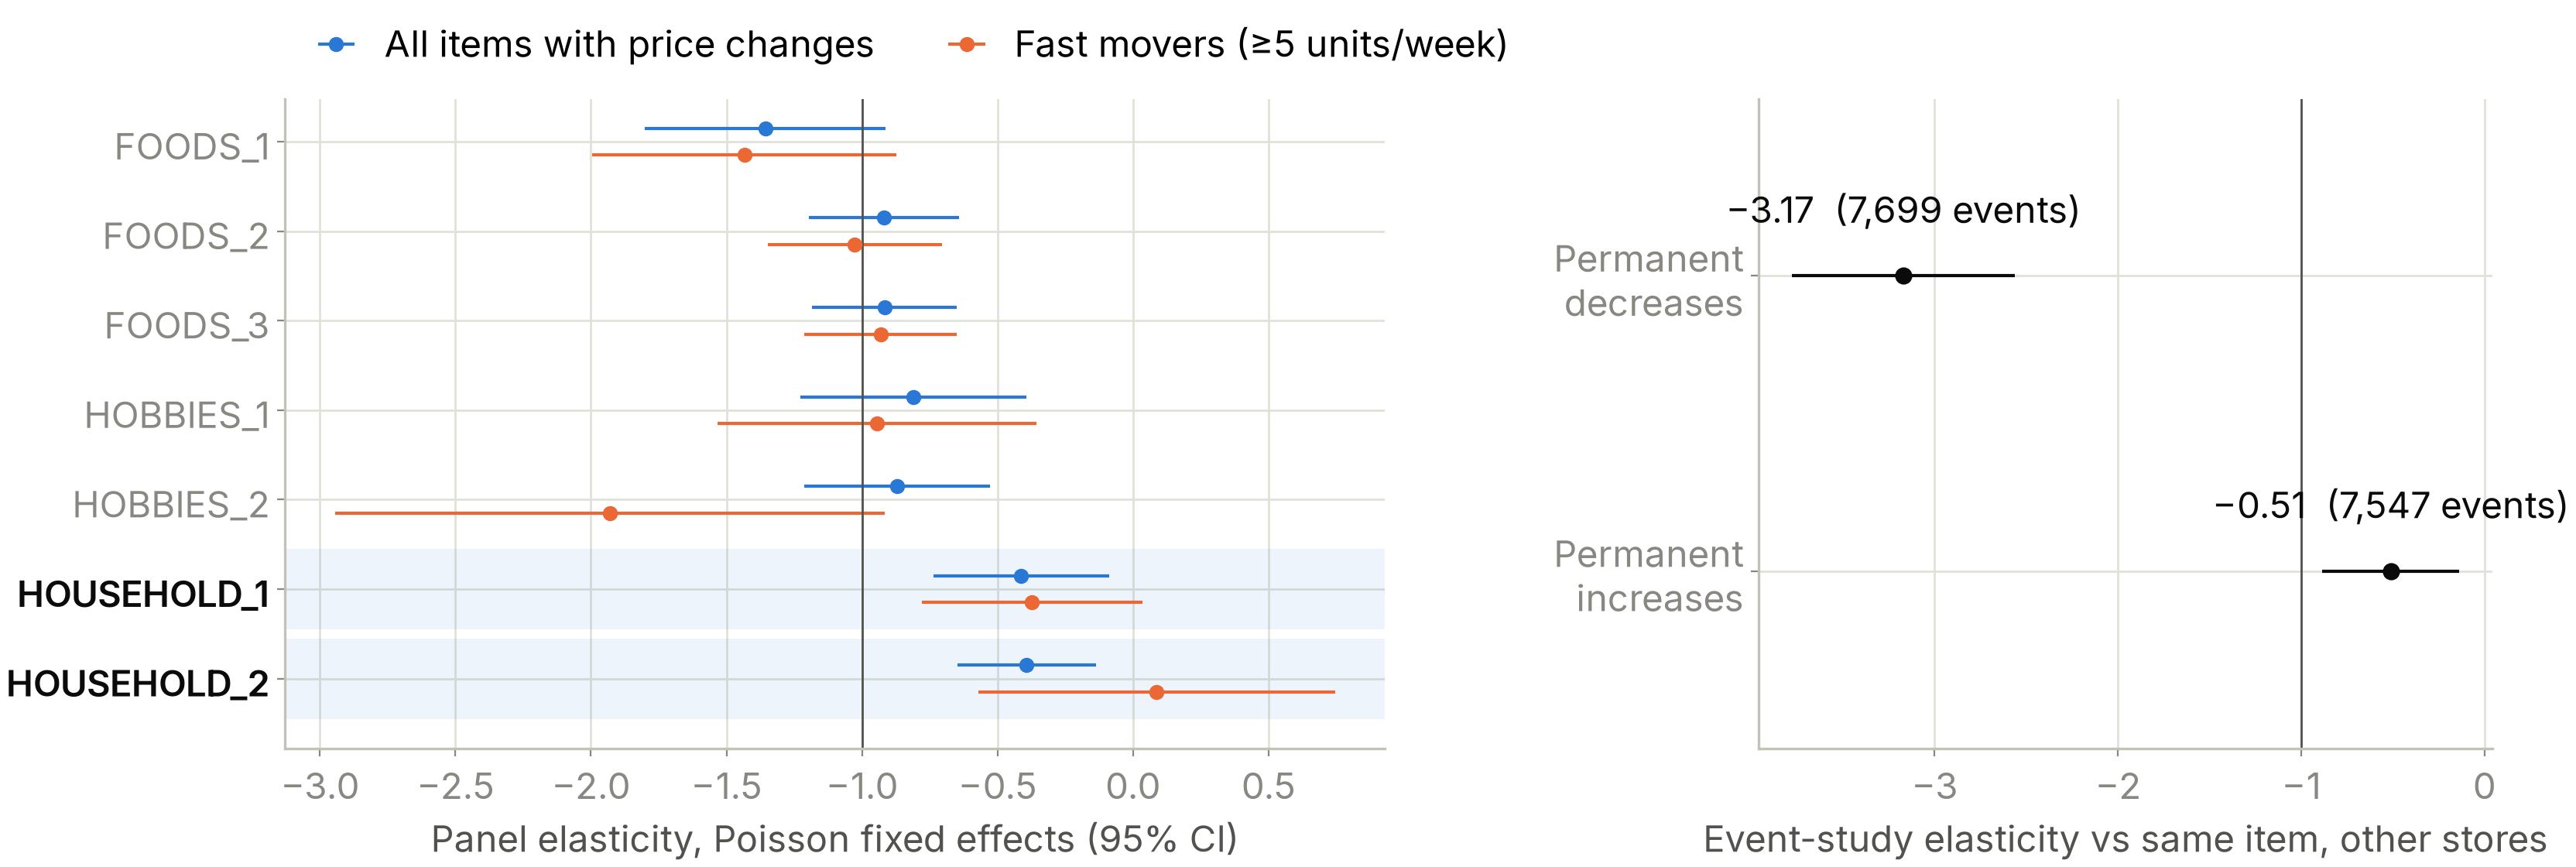 All items with price changes
Fast movers (≥5 units/week)
FOODS_1
FOODS_2
FOODS_3
HOBBIES_1
HOBBIES_2
HOUSEHOLD_1
HOUSEHOLD_2
−3.0 −2.5 −2.0 −1.5 −1.0 −0.5 0.0 0.5
Panel elasticity, Poisson fixed effects (95% CI)
−3.17 (7,699 events)
Permanent
decreases
−0.51 (7,547 events)
Permanent
increases
−3 −2 −1 0
Event-study elasticity vs same item, other stores